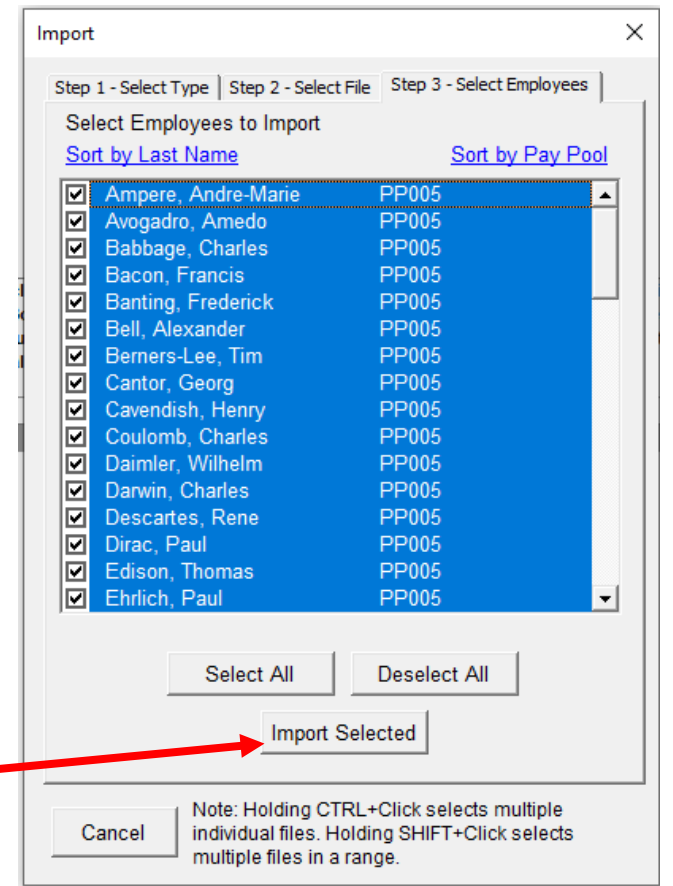 Import
Step 1 - Select Type Step 2 - Select File Step 3 - Select Employees
Select Employees to Import
Sort by Last Name Sort by Pay Pool
Ampere, Andre-Marie PP005
Avogadro, Amedo PP005
Babbage, Charles PP005
Bacon, Francis PP005
Banting, Frederick PP005
Bell, Alexander PP005
Berners-Lee, Tim PP005
Cantor, Georg PP005
Cavendish, Henry PP005
Coulomb, Charles PP005
Daimler, Wilhelm PP005
Darwin, Charles PP005
Descartes, Rene PP005
Dirac, Paul PP005
Edison, Thomas PP005
Ehrlich, Paul PP005
Select All Deselect All
Import Selected
Cancel
Note: Holding CTRL+Click selects multiple
individual files. Holding SHIFT+Click selects
multiple files in a range.